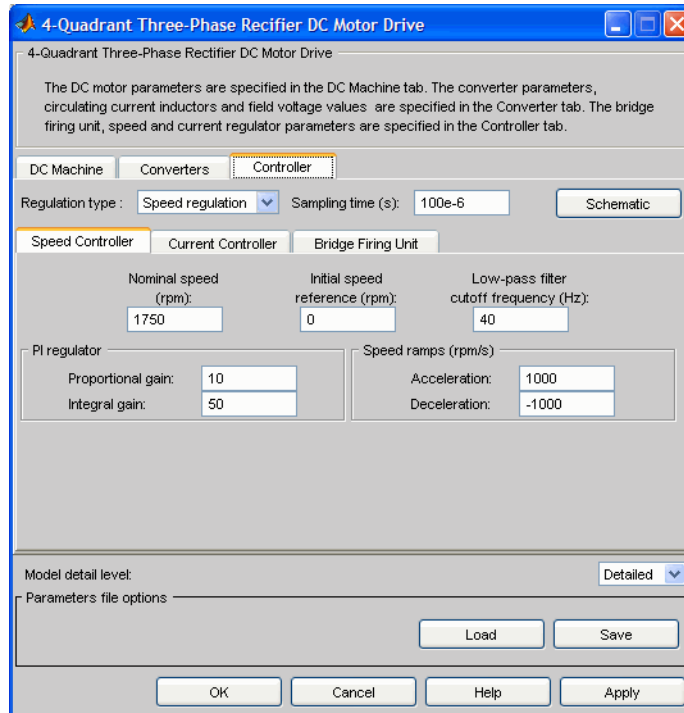 4-Quadrant Three-Phase Rectifier DC Motor Drive
4-Quadrant Three-Phase Rectifier DC Motor Drive
The DC motor parameters are specified in the DC Machine tab. The converter parameters,
circulating current inductors and field voltage values are specified in the Converter tab. The bridge
firing unit, speed and current regulator parameters are specified in the Controller tab.
DC Machine Converters Controller
Regulation type : Speed regulation Sampling time (s): 100e-6 Schematic
Speed Controller Current Controller Bridge Firing Unit
Nominal speed Initial speed Low-pass filter
(rpm): reference (rpm): cutoff frequency (Hz):
1750 0 40
PI regulator Speed ramps (rpm/s)
Proportional gain: 10 Acceleration: 1000
Integral gain: 50 Deceleration: -1000
Model detail level: Detailed
Parameters file options
Load Save
OK Cancel Help Apply